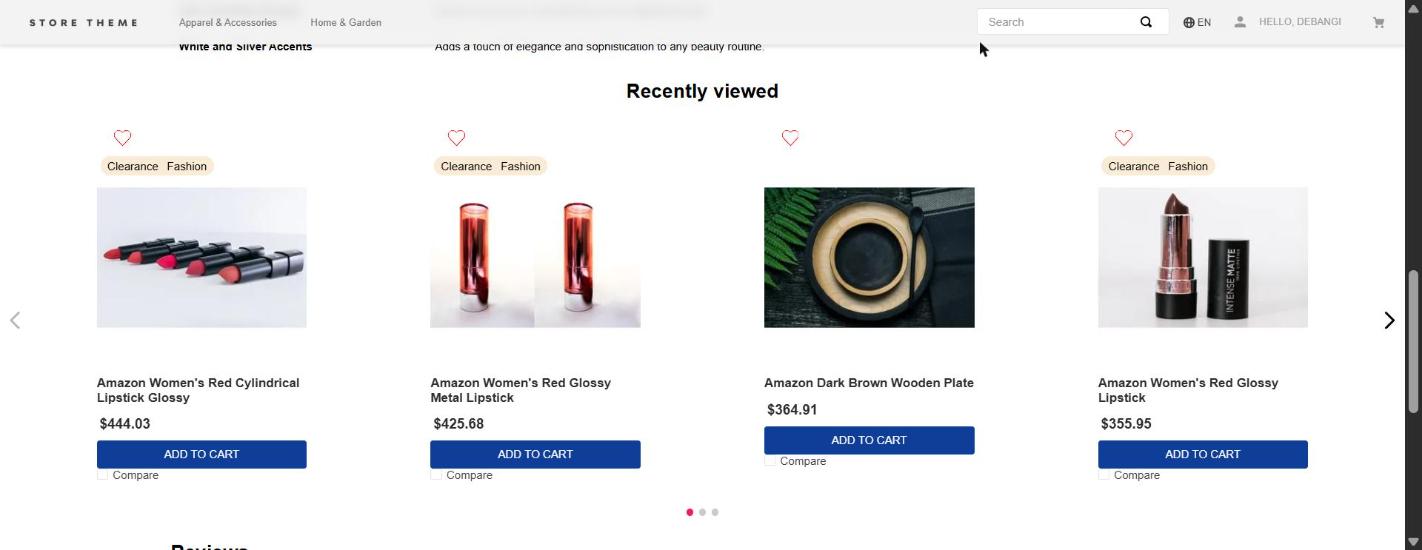 STORE THEME
Apparel & Accessories
Home & Garden
Search
EN
HELLO, DEBANGI
White and Silver Accents
Adds a touch of elegance and sophistication to any beauty routine.
Recently viewed
Clearance Fashion
Clearance Fashion
Clearance Fashion
INTENSE MATTE
Amazon Women's Red Cylindrical
Lipstick Glossy
$444.03
ADD TO CART
Compare
Amazon Women's Red Glossy
Metal Lipstick
$425.68
ADD TO CART
Compare
Amazon Dark Brown Wooden Plate
$364.91
ADD TO CART
Compare
Amazon Women's Red Glossy
Lipstick
$355.95
ADD TO CART
Compare
Reviews